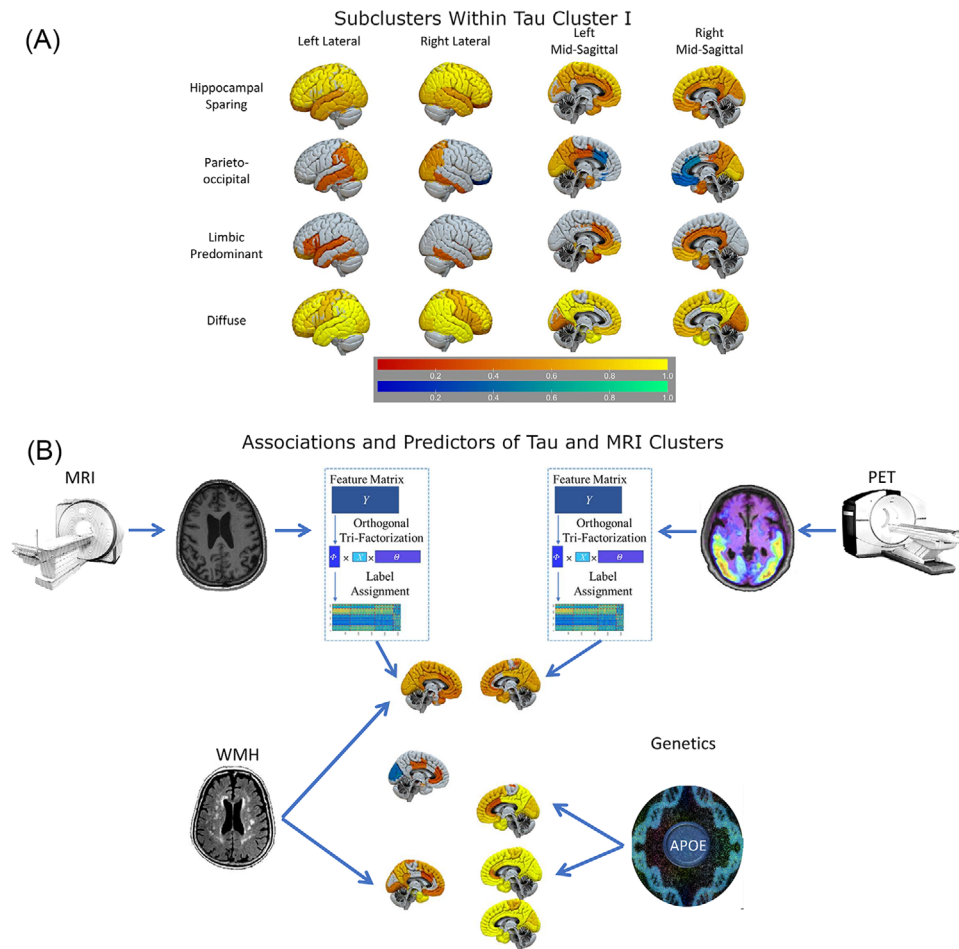 (A)
Subclusters Within Tau Cluster I
Left Lateral
Right Lateral
Left
Mid-Sagittal
Right
Mid-Sagittal
Hippocampal
Sparing
Parieto-
occipital
Limbic
Predominant
Diffuse
0.2 0.4 0.6 0.8 1.0
0.2 0.4 0.6 0.8 1.0
(B)
Associations and Predictors of Tau and MRI Clusters
MRI
Feature Matrix
Y
Orthogonal
Tri-Factorization
Φ × X × Θ
Label
Assignment
Feature Matrix
Y
Orthogonal
Tri-Factorization
Φ × X × Θ
Label
Assignment
PET
WMH
Genetics
APOE